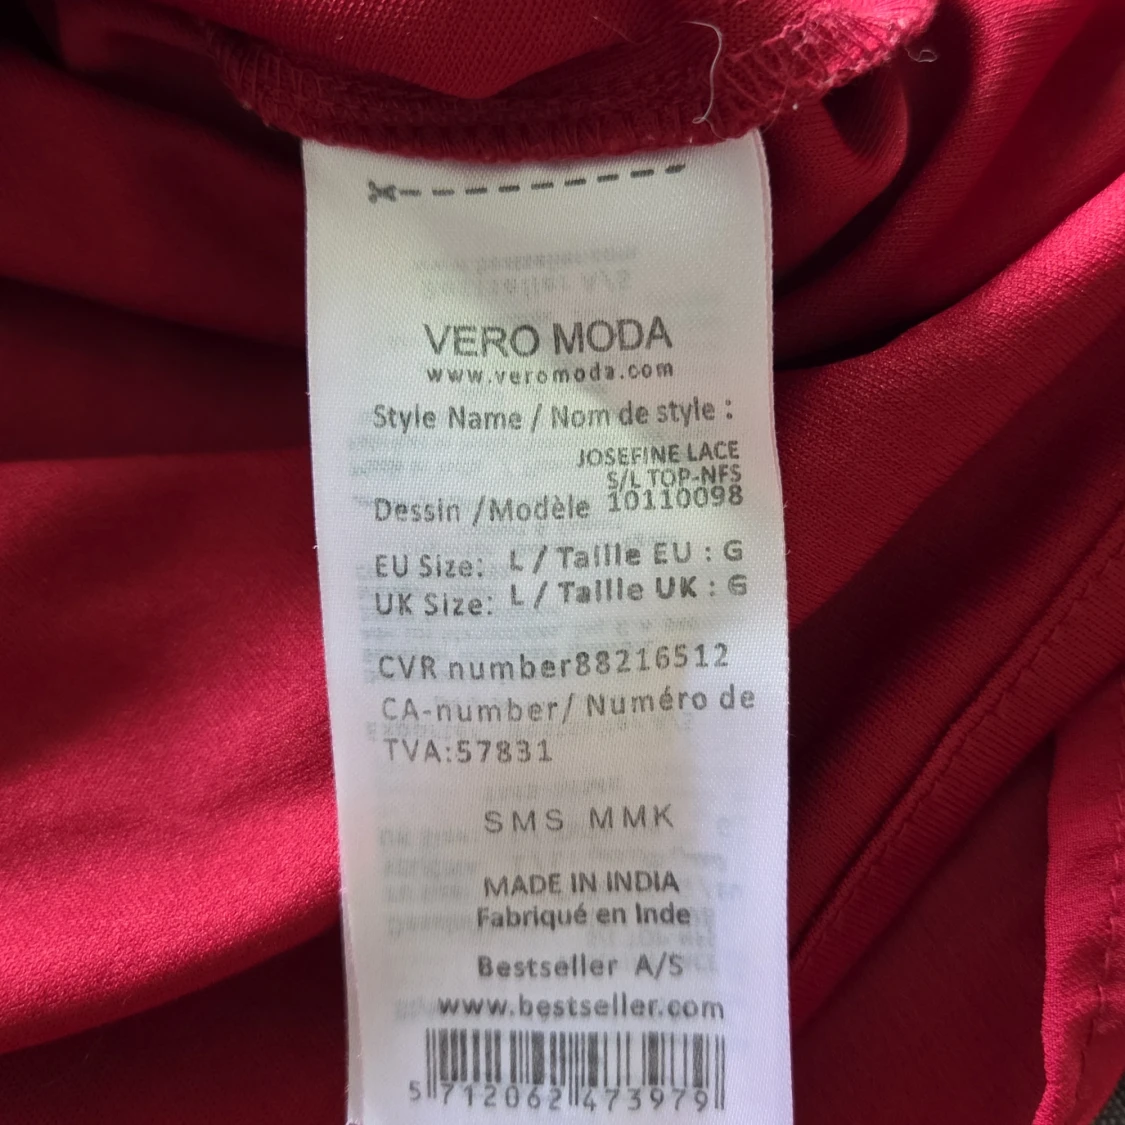 VERO MODA
www.veromoda.com
Style Name / Nom de style :
JOSEFINE LACE
S/L TOP-NFS
Dessin /Modèle 10110098
EU Size: L / Taille EU : G
UK Size: L / Taille UK : G
CVR number88216512
CA-number/ Numéro de
TVA:57831
SMS MMK
MADE IN INDIA
Fabriqué en Inde
Bestseller A/S
www.bestseller.com
5 712062 473979